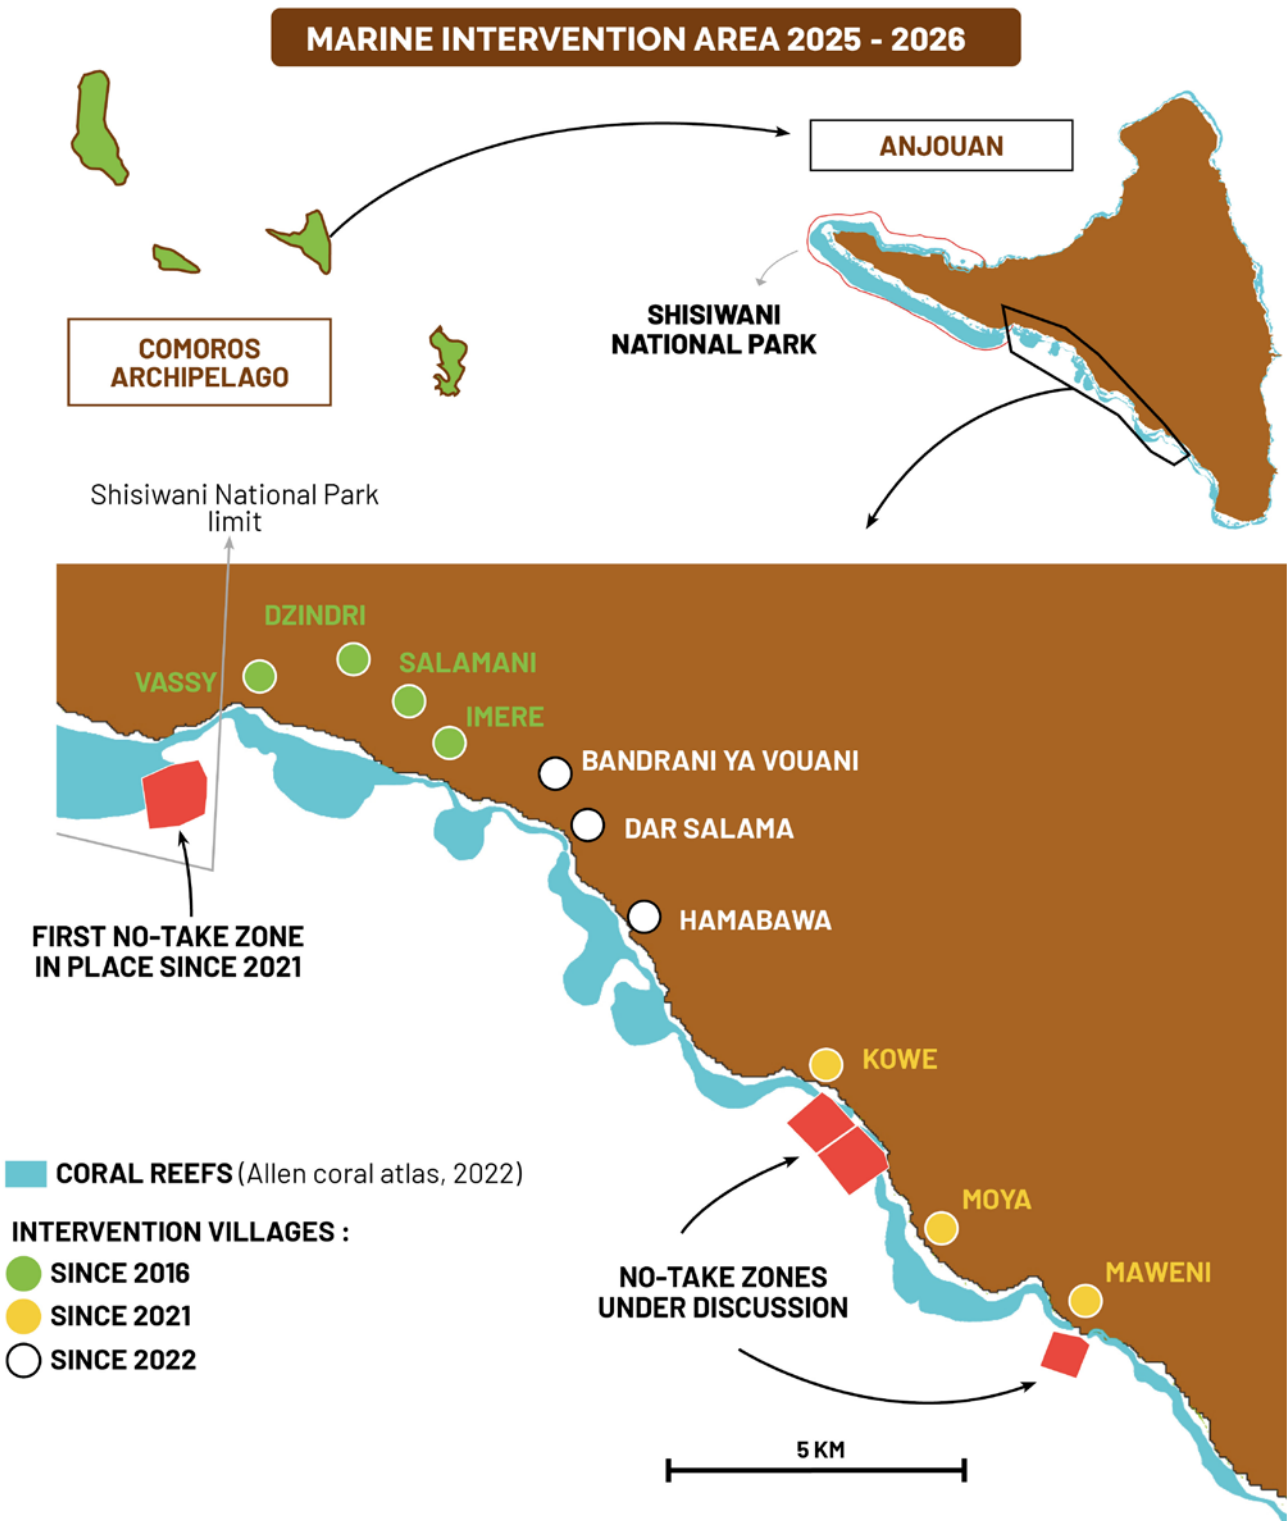 MARINE INTERVENTION AREA 2025 - 2026
ANJOUAN
SHISIWANI
NATIONAL PARK
COMOROS
ARCHIPELAGO
Shisiwani National Park
limit
DZINDRI
SALAMANI
VASSY
IMERE
BANDRANI YA VOUANI
DAR SALAMA
HAMABAWA
FIRST NO-TAKE ZONE
IN PLACE SINCE 2021
KOWE
MOYA
MAWENI
NO-TAKE ZONES
UNDER DISCUSSION
CORAL REEFS (Allen coral atlas, 2022)
INTERVENTION VILLAGES :
SINCE 2016
SINCE 2021
SINCE 2022
5 KM